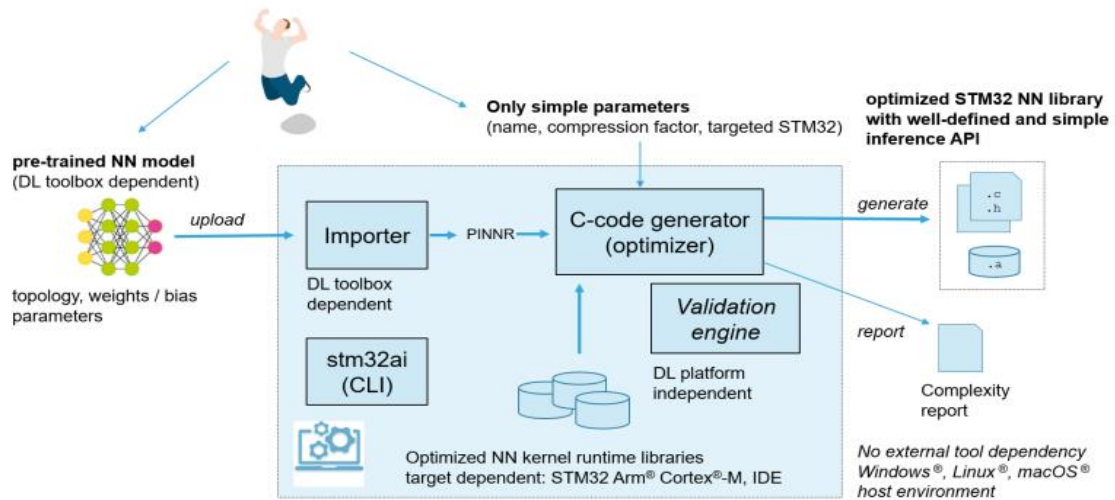 Only simple parameters
(name, compression factor, targeted STM32)
optimized STM32 NN library
with well-defined and simple
inference API
pre-trained NN model
(DL toolbox dependent)
upload
Importer
PINNR
C-code generator
(optimizer)
generate
.c
.h
.a
DL toolbox
dependent
topology, weights / bias
parameters
Validation
engine
report
stm32ai
(CLI)
DL platform
independent
Complexity
report
Optimized NN kernel runtime libraries
target dependent: STM32 Arm® Cortex®-M, IDE
No external tool dependency
Windows®, Linux®, macOS®
host environment